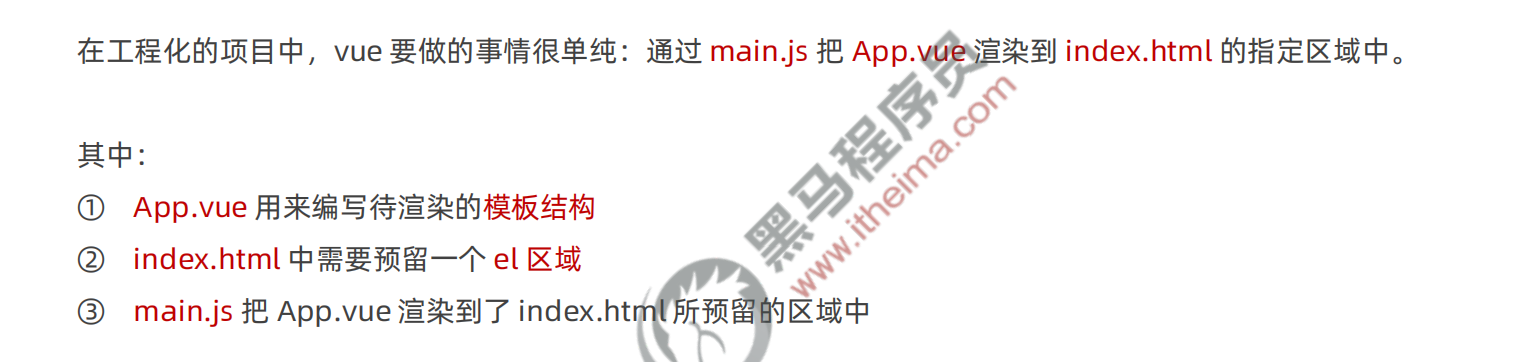 在工程化的项目中，vue 要做的事情很单纯：通过 main.js 把 App.vue 渲染到 index.html 的指定区域中。
其中：
① App.vue 用来编写待渲染的模板结构
② index.html 中需要预留一个 el 区域
③ main.js 把 App.vue 渲染到了 index.html 所预留的区域中
黑马程序员
www.itheima.com